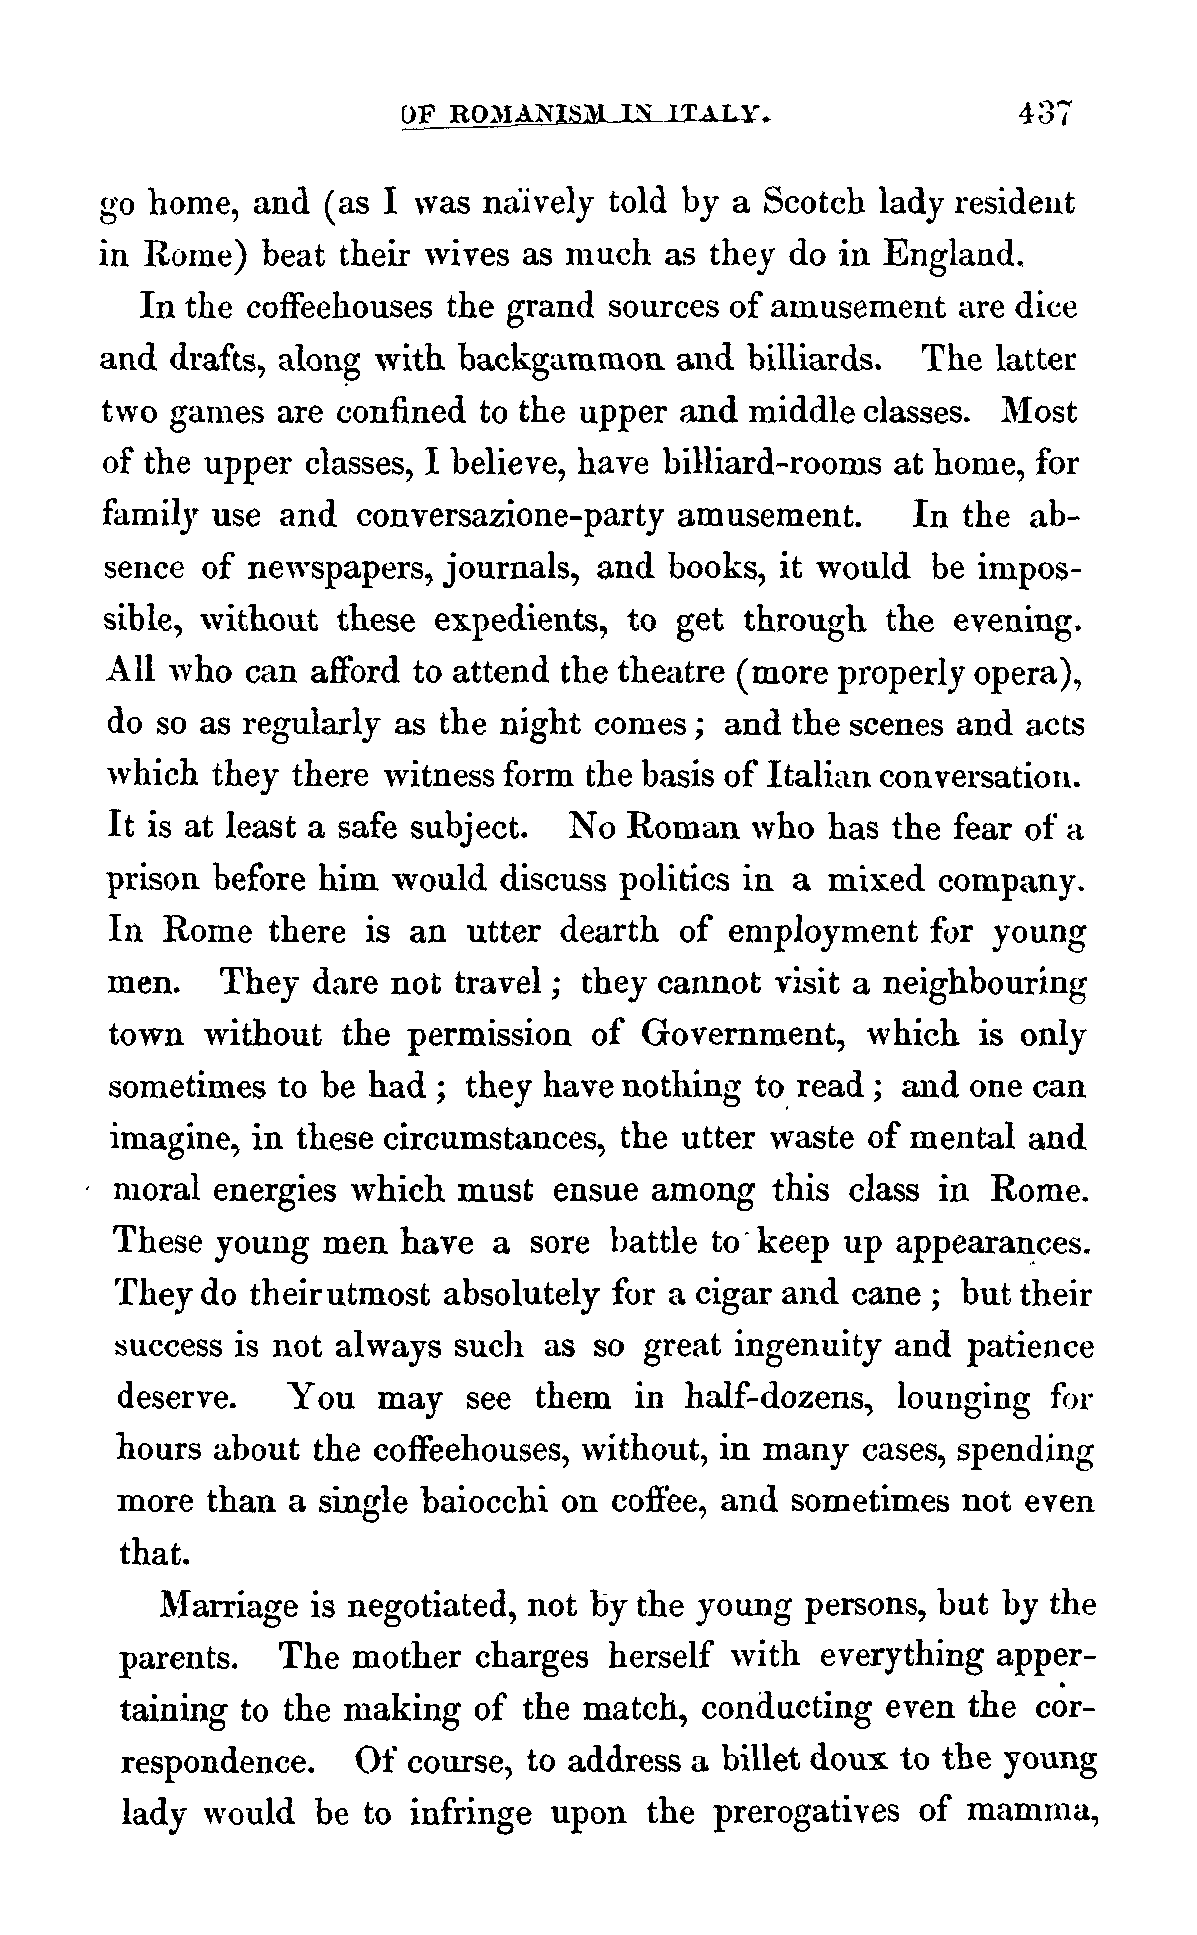 OF ROMANISM IN ITALY. 437
go home, and (as I was naïvely told by a Scotch lady resident
in Rome) beat their wives as much as they do in England.
In the coffeehouses the grand sources of amusement are dice
and drafts, along with backgammon and billiards. The latter
two games are confined to the upper and middle classes. Most
of the upper classes, I believe, have billiard-rooms at home, for
family use and conversazione-party amusement. In the ab-
sence of newspapers, journals, and books, it would be impos-
sible, without these expedients, to get through the evening.
All who can afford to attend the theatre (more properly opera),
do so as regularly as the night comes; and the scenes and acts
which they there witness form the basis of Italian conversation.
It is at least a safe subject. No Roman who has the fear of a
prison before him would discuss politics in a mixed company.
In Rome there is an utter dearth of employment for young
men. They dare not travel; they cannot visit a neighbouring
town without the permission of Government, which is only
sometimes to be had; they have nothing to read; and one can
imagine, in these circumstances, the utter waste of mental and
moral energies which must ensue among this class in Rome.
These young men have a sore battle to keep up appearances.
They do their utmost absolutely for a cigar and cane; but their
success is not always such as so great ingenuity and patience
deserve. You may see them in half-dozens, lounging for
hours about the coffeehouses, without, in many cases, spending
more than a single baiocchi on coffee, and sometimes not even
that.
Marriage is negotiated, not by the young persons, but by the
parents. The mother charges herself with everything apper-
taining to the making of the match, conducting even the cor-
respondence. Of course, to address a billet doux to the young
lady would be to infringe upon the prerogatives of mamma,